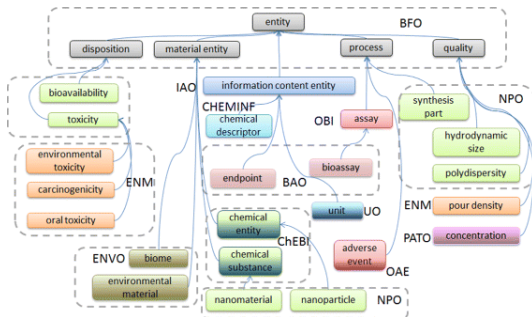 entity
BFO
disposition
material entity
process
quality
bioavailability
IAO
information content entity
toxicity
CHEMINF
chemical
descriptor
OBI
assay
synthesis
part
NPO
hydrodynamic
size
environmental
toxicity
ENM
carcinogenicity
endpoint
bioassay
BAO
polydispersity
oral toxicity
chemical
entity
unit
UO
ENM
pour density
ChEBI
PATO
concentration
ENVO
biome
chemical
substance
adverse
event
OAE
environmental
material
nanomaterial
nanoparticle
NPO